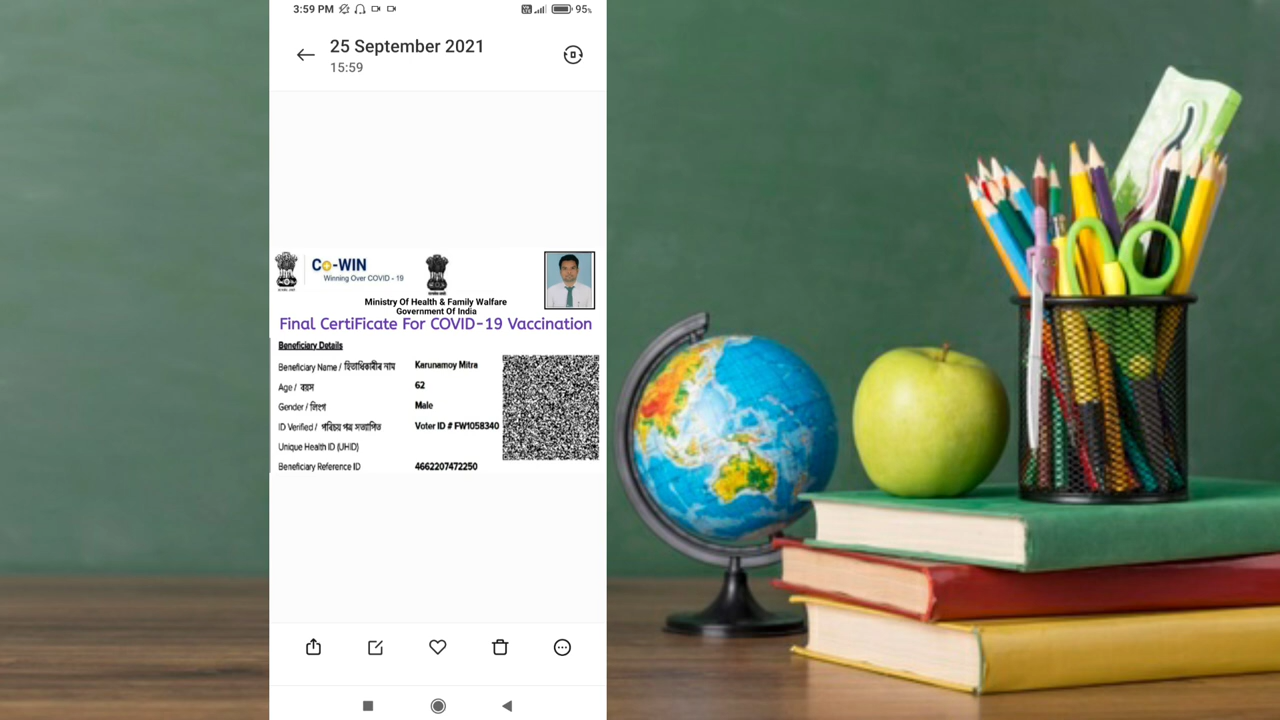 3:59 PM 95%
25 September 2021
15:59
Co-WIN
Winning Over COVID - 19
Ministry Of Health & Family Walfare
Government Of India
Final CertiFicate For COVID-19 Vaccination
Beneficiary Details
Beneficiary Name / হিতাধিকাৰীৰ নাম Karunamoy Mitra
Age / বয়স 62
Gender / লিংগ Male
ID Verified / পৰিচয় পত্ৰ সত্যাপিত Voter ID # FW1058340
Unique Health ID (UHID)
Beneficiary Reference ID 4662207472250